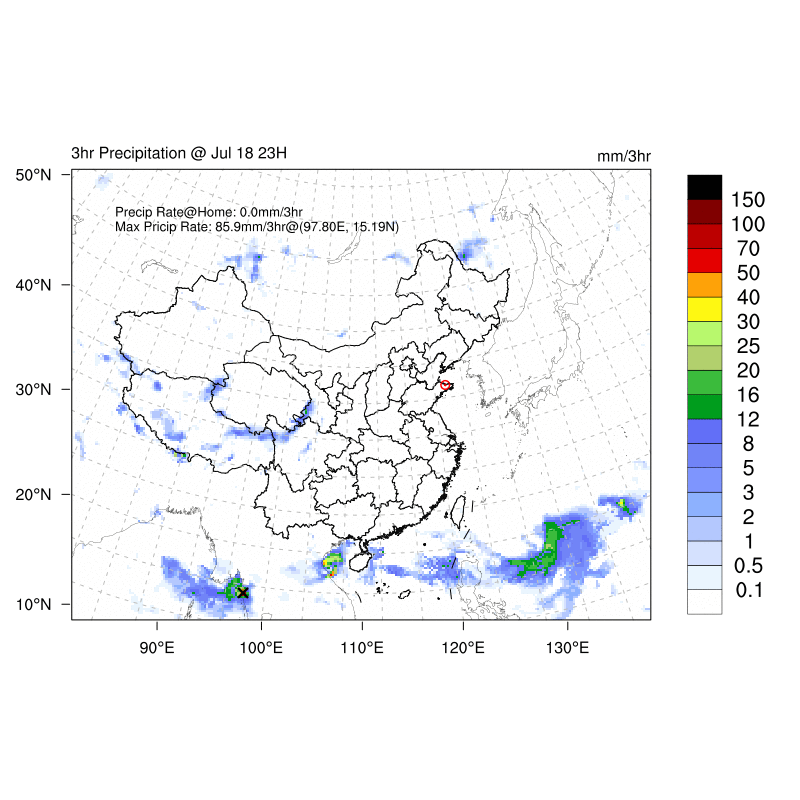 3hr Precipitation @ Jul 18 23H
mm/3hr
Precip Rate@Home: 0.0mm/3hr
Max Pricip Rate: 85.9mm/3hr@(97.80E, 15.19N)
50°N
40°N
30°N
20°N
10°N
90°E
100°E
110°E
120°E
130°E
150
100
70
50
40
30
25
20
16
12
8
5
3
2
1
0.5
0.1